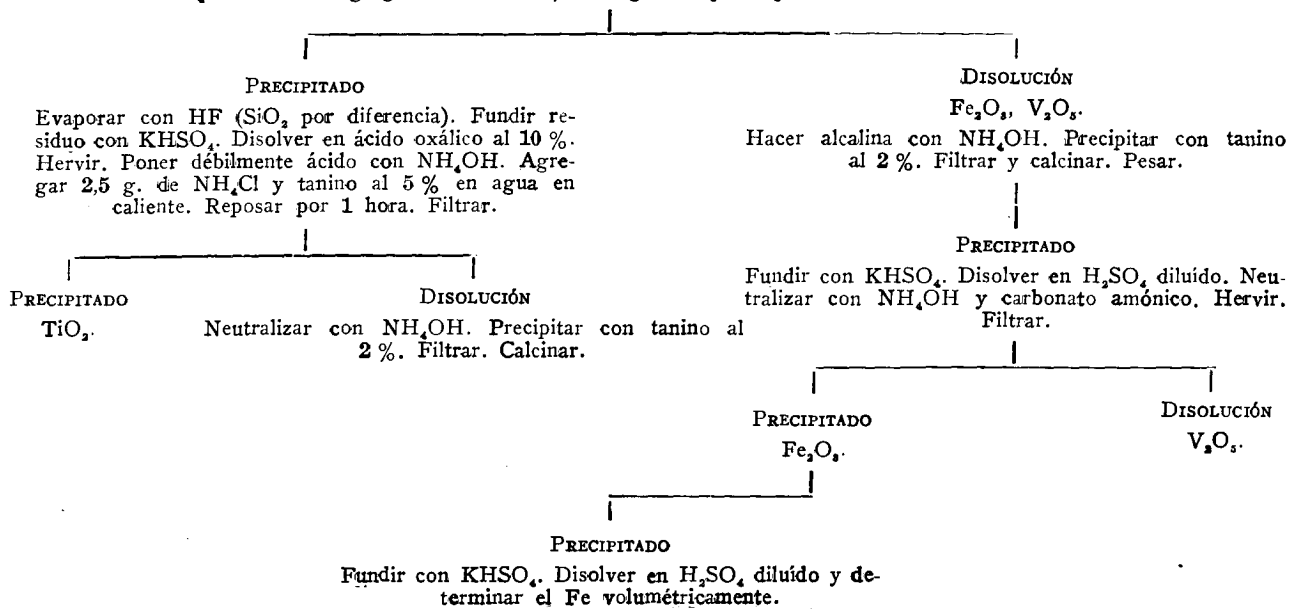 PRECIPITADO
Evaporar con HF (SiO₂ por diferencia). Fundir re-
siduo con KHSO₄. Disolver en ácido oxálico al 10 %.
Hervir. Poner débilmente ácido con NH₄OH. Agre-
gar 2,5 g. de NH₄Cl y tanino al 5 % en agua en
caliente. Reposar por 1 hora. Filtrar.
DISOLUCIÓN
Fe₂O₃, V₂O₅.
Hacer alcalina con NH₄OH. Precipitar con tanino
al 2 %. Filtrar y calcinar. Pesar.
PRECIPITADO
TiO₂.
DISOLUCIÓN
Neutralizar con NH₄OH. Precipitar con tanino al
2 %. Filtrar. Calcinar.
PRECIPITADO
Fundir con KHSO₄. Disolver en H₂SO₄ diluído. Neu-
tralizar con NH₄OH y carbonato amónico. Hervir.
Filtrar.
PRECIPITADO
Fe₂O₃.
DISOLUCIÓN
V₂O₅.
PRECIPITADO
Fundir con KHSO₄. Disolver en H₂SO₄ diluído y de-
terminar el Fe volumétricamente.